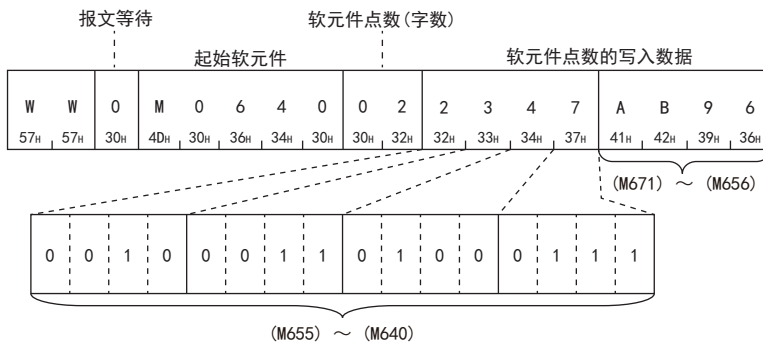 报文等待 软元件点数(字数)
起始软元件 软元件点数的写入数据
W W 0 M 0 6 4 0 0 2 2 3 4 7 A B 9 6
57H 57H 30H 4DH 30H 36H 34H 30H 30H 32H 32H 33H 34H 37H 41H 42H 39H 36H
(M671) ～ (M656)
0 0 1 0 0 0 1 1 0 1 0 0 0 1 1 1
(M655) ～ (M640)